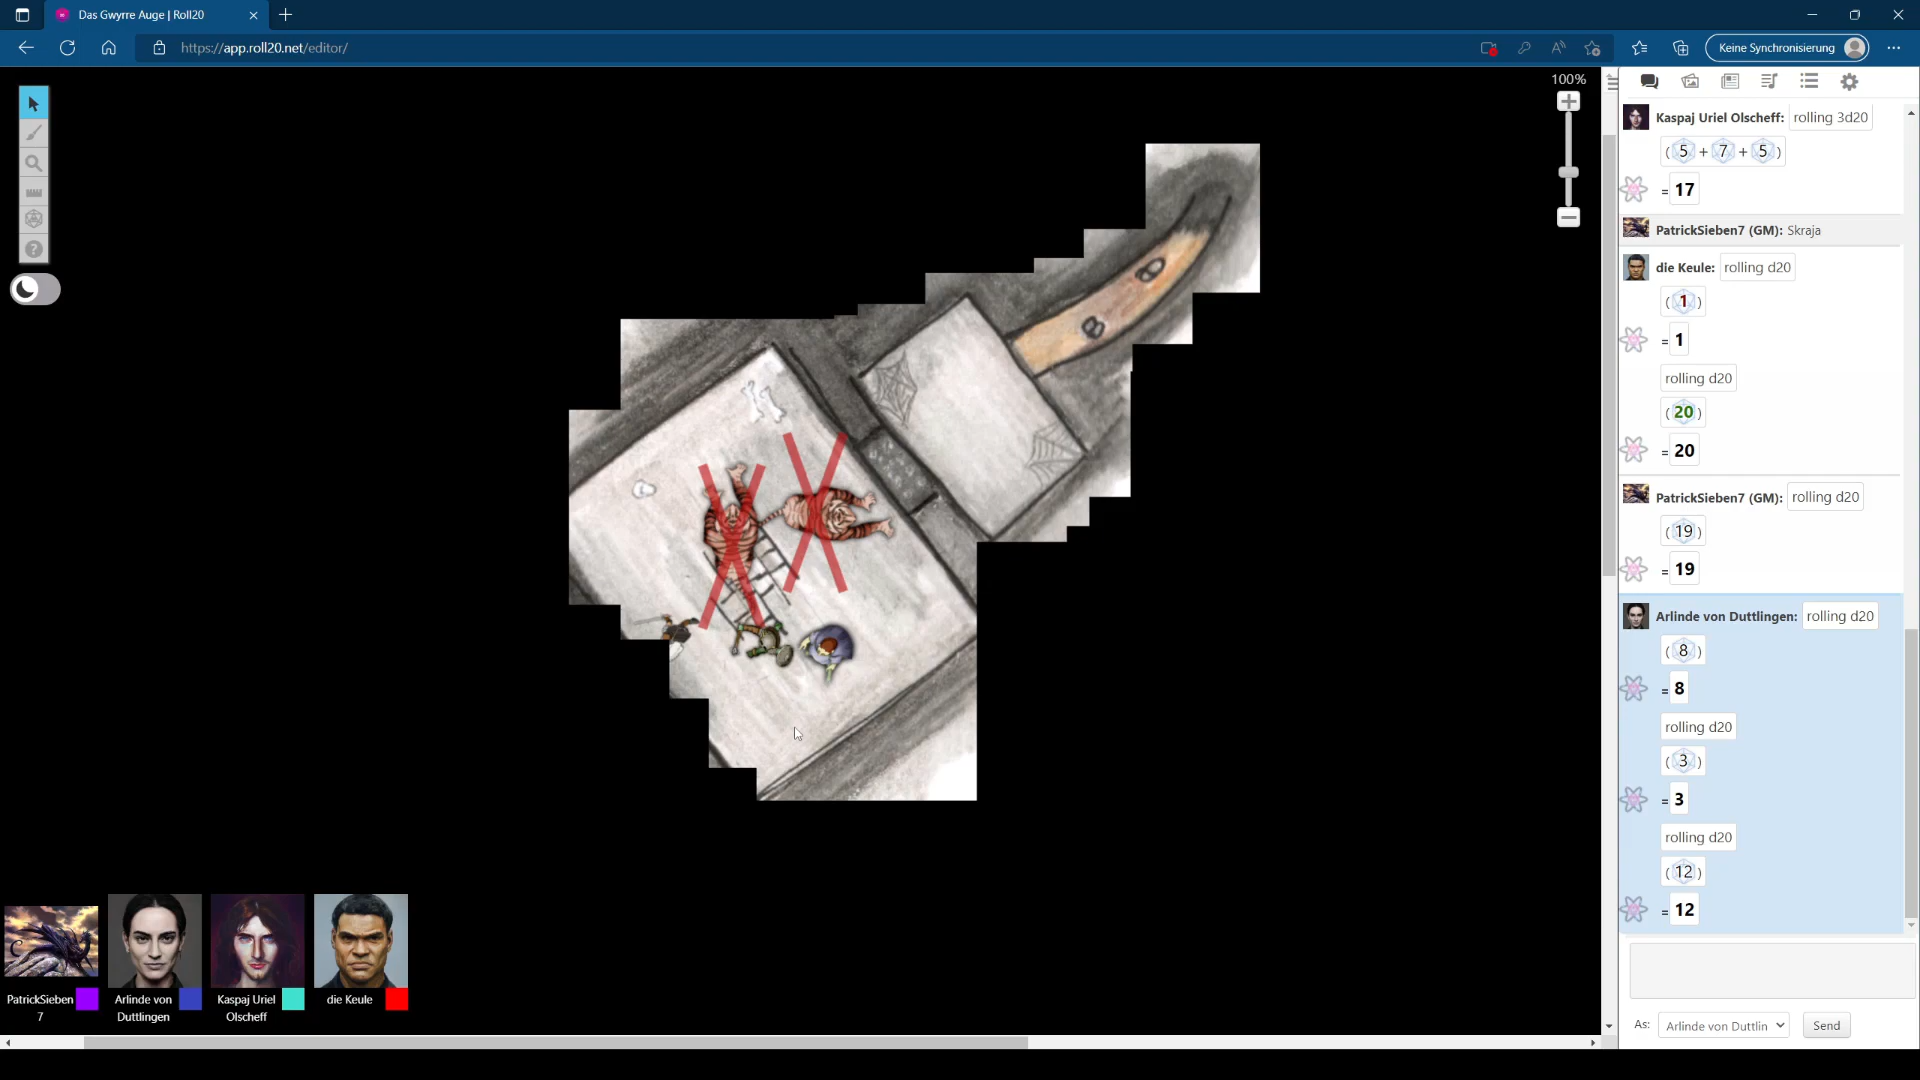 Das Gwyrre Auge | Roll20
https://app.roll20.net/editor/
Keine Synchronisierung
100%
Kaspaj Uriel Olscheff: rolling 3d20
(5+7+5)
=17
PatrickSieben7 (GM): Skraja
die Keule: rolling d20
(1)
=1
rolling d20
(20)
=20
PatrickSieben7 (GM): rolling d20
(19)
=19
Arlinde von Duttlingen: rolling d20
(8)
=8
rolling d20
(3)
=3
rolling d20
(12)
=12
PatrickSieben
7
Arlinde von
Duttlingen
Kaspaj Uriel
Olscheff
die Keule
As: Arlinde von Duttlin
Send